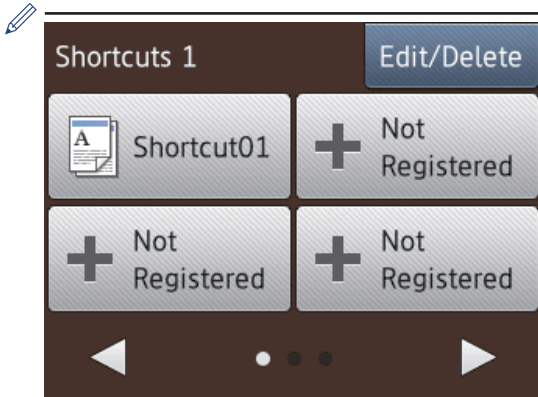 Shortcuts 1
Edit/Delete
A
Shortcut01
Not
Registered
Not
Registered
Not
Registered